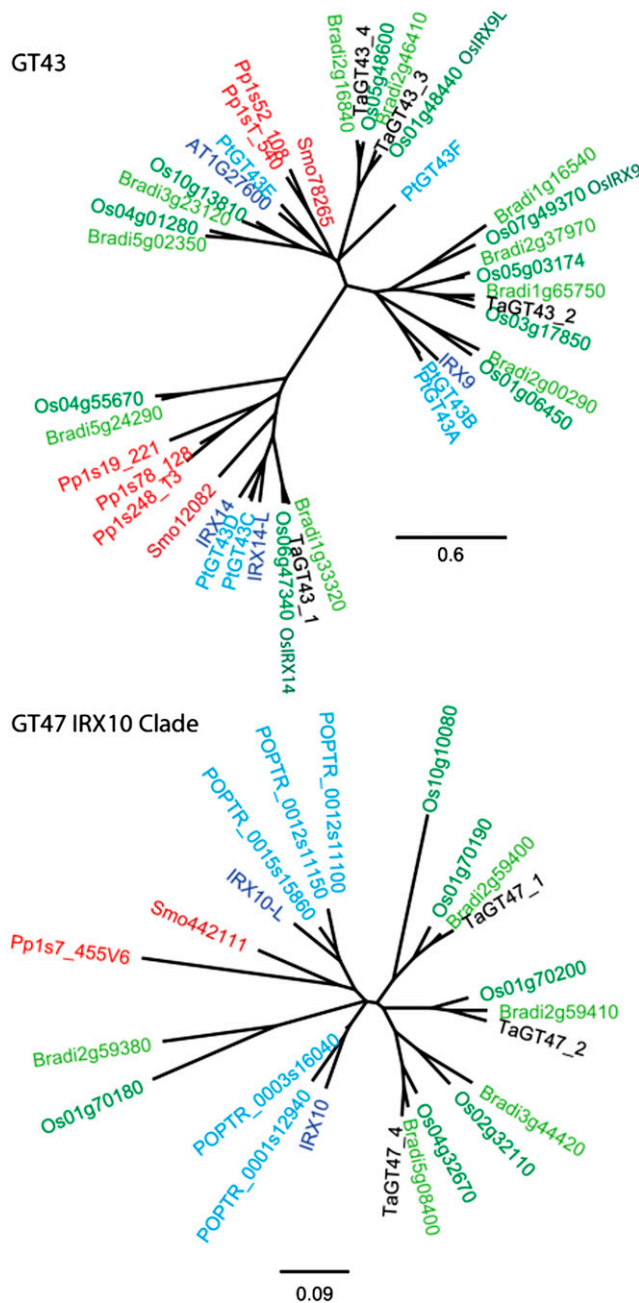 GT43
Bradi2g16840
TaGT43_4
Os05g48600
Bradi2g46410
TaGT43_3
Os01g48440 OsIRX9L
PtGT43F
Pp1s52_108
Pp1s1_540
Smo78265
PtGT43E
AT1G27600
Os10g13810
Bradi3g23120
Os04g01280
Bradi5g02350
Bradi1g16540
Os07g49370 OsIRX9
Bradi2g37970
Os05g03174
Bradi1g65750
TaGT43_2
Os03g17850
Bradi2g00290
Os01g06450
IRX9
PtGT43B
PtGT43A
Os04g55670
Bradi5g24290
Pp1s19_221
Pp1s78_128
Pp1s248_13
Smo12082
IRX14
PtGT43D
PtGT43C
IRX14-L
Os06g47340 OsIRX14
TaGT43_1
Bradi1g33320
0.6
GT47 IRX10 Clade
POPTR_0012s11100
POPTR_0012s11150
POPTR_0015s15860
IRX10-L
Smo442111
Pp1s7_455V6
Os10g10080
Os01g70190
Bradi2g59400
TaGT47_1
Os01g70200
Bradi2g59410
TaGT47_2
Bradi2g59380
Os01g70180
POPTR_0003s16040
POPTR_0001s12940
IRX10
Bradi3g44420
Os02g32110
Os04g32670
Bradi5g08400
TaGT47_4
0.09